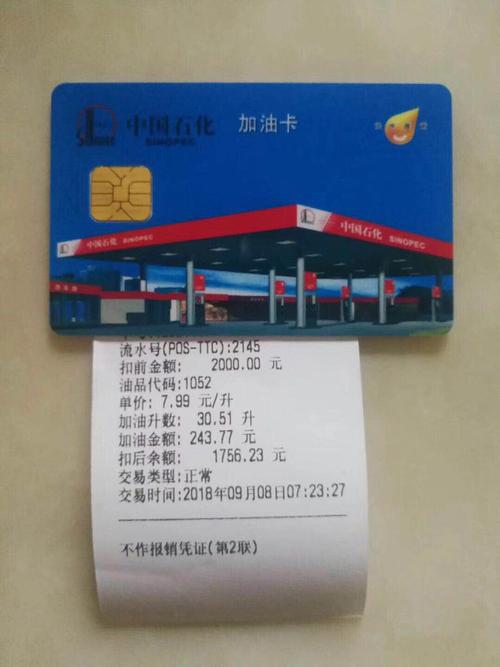 中国石化 加油卡
SINOPEC
中国石化 SINOPEC
中国石化 SINOPEC
流水号(POS-TTC):2145
扣前金额: 2000.00 元
油品代码:1052
单价: 7.99 元/升
加油升数: 30.51 升
加油金额: 243.77 元
扣后余额: 1756.23 元
交易类型:正常
交易时间:2018年09月08日07:23:27
不作报销凭证(第2联)